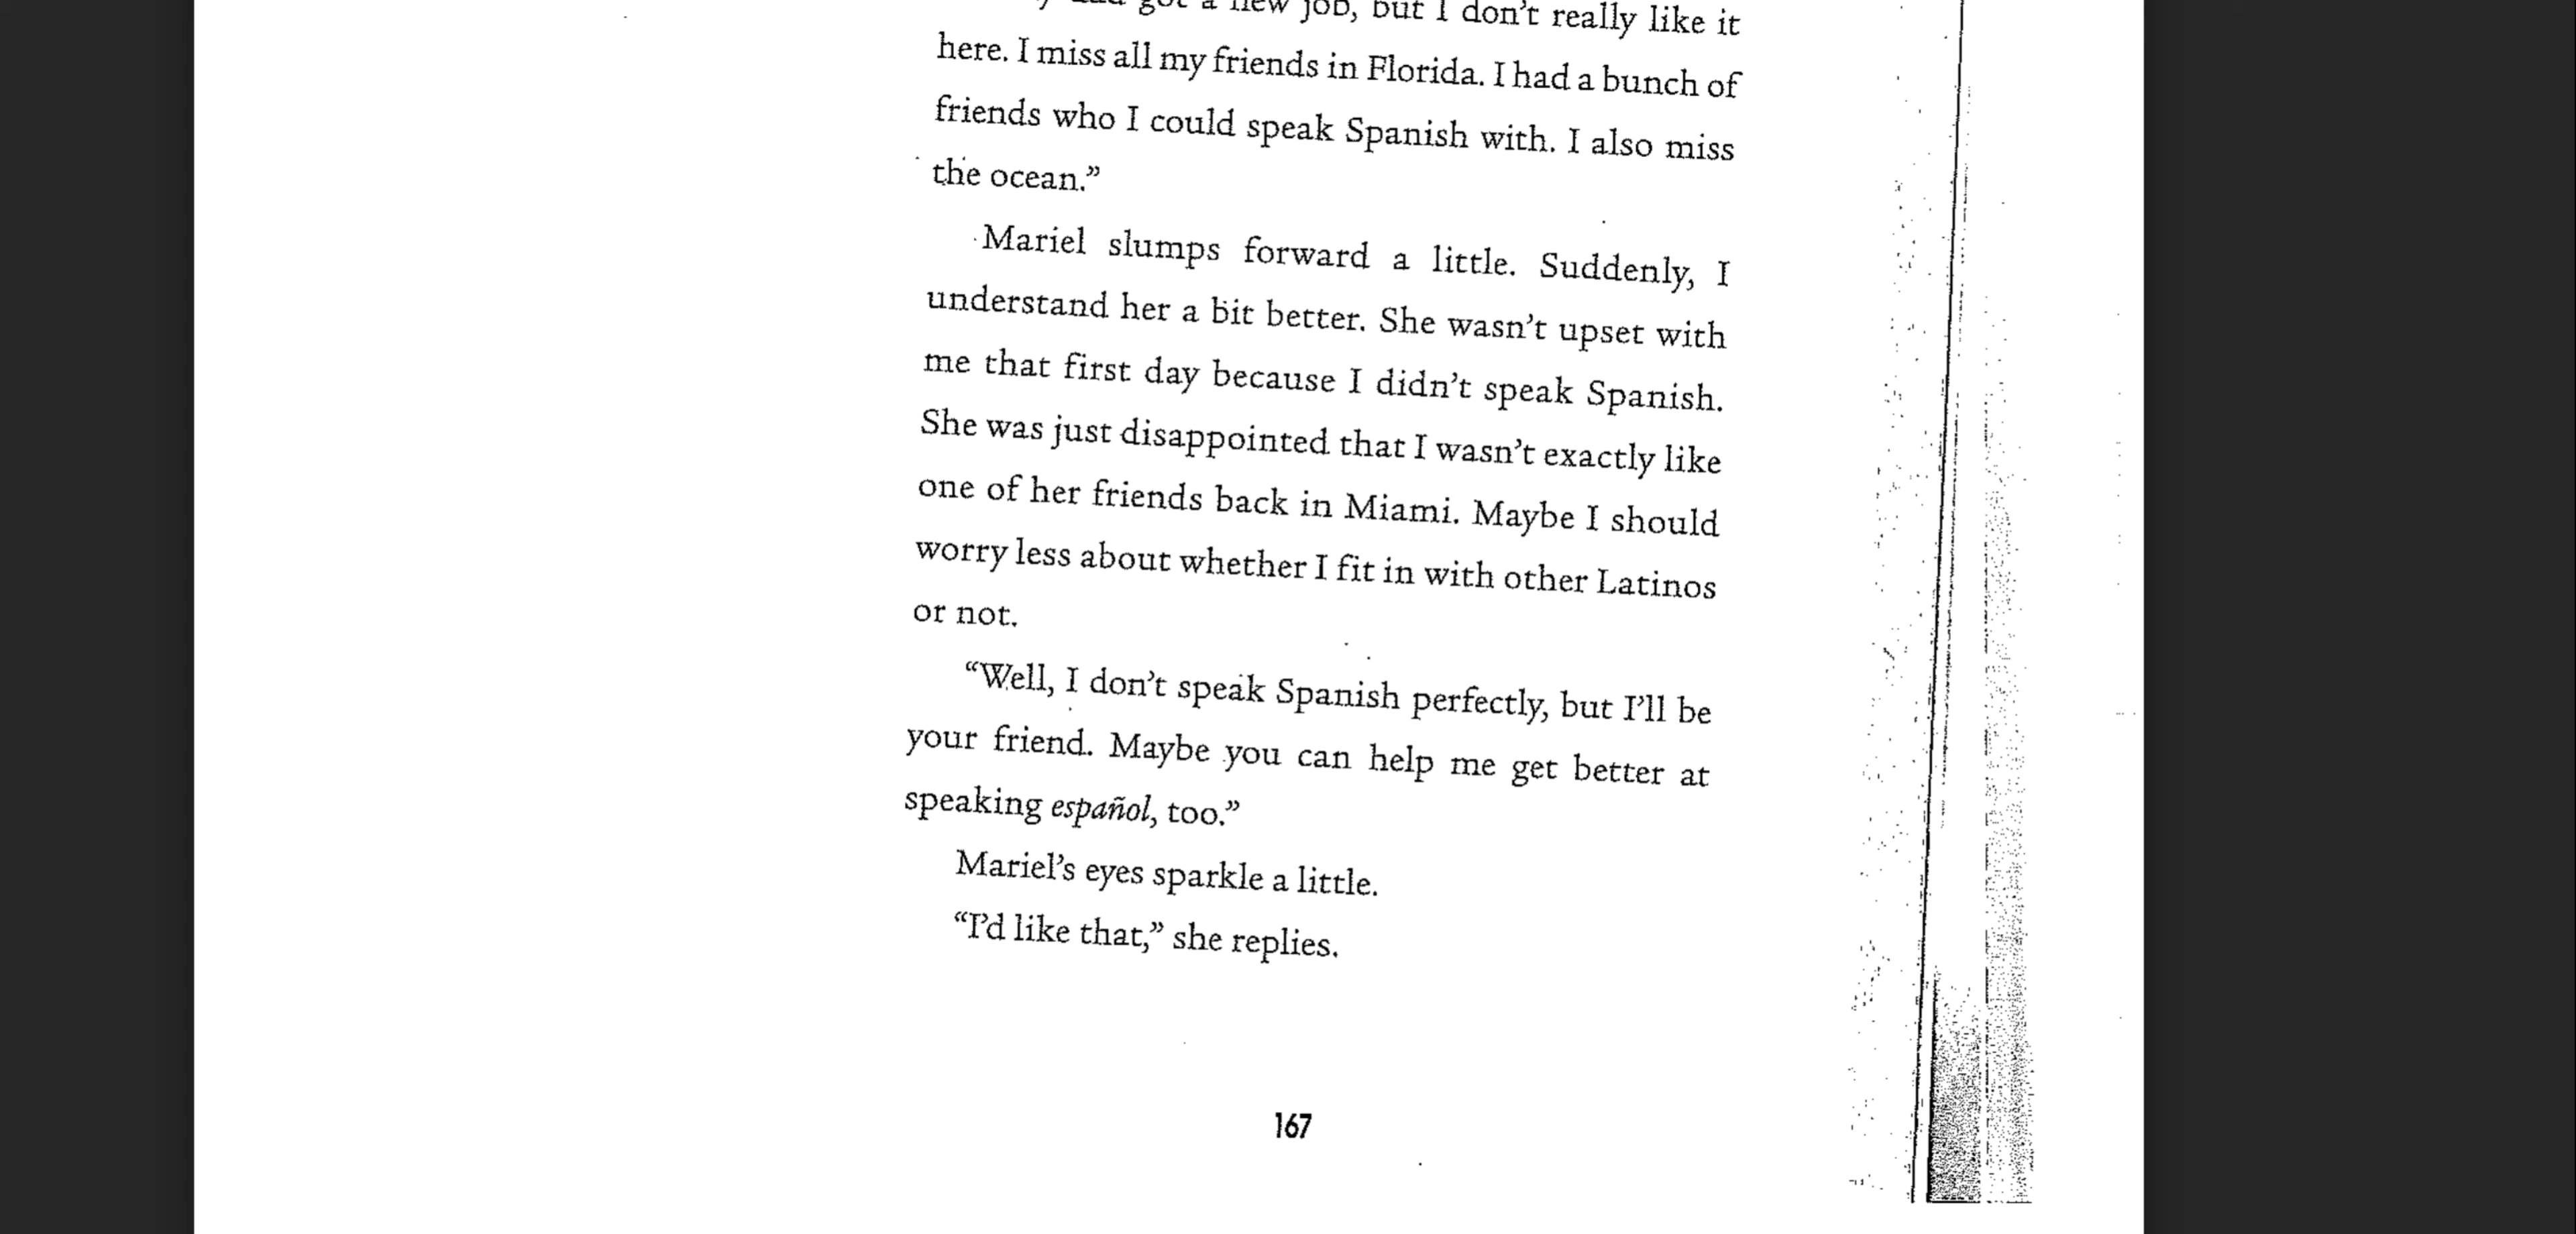 got a new job, but I don’t really like it
here. I miss all my friends in Florida. I had a bunch of
friends who I could speak Spanish with. I also miss
the ocean.”
Mariel slumps forward a little. Suddenly, I
understand her a bit better. She wasn’t upset with
me that first day because I didn’t speak Spanish.
She was just disappointed that I wasn’t exactly like
one of her friends back in Miami. Maybe I should
worry less about whether I fit in with other Latinos
or not.
“Well, I don’t speak Spanish perfectly, but I’ll be
your friend. Maybe you can help me get better at
speaking español, too.”
Mariel’s eyes sparkle a little.
“I’d like that,” she replies.
167